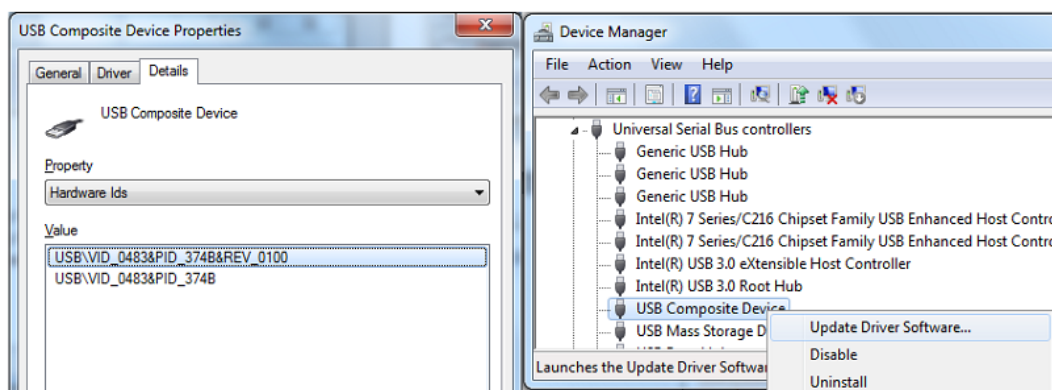 USB Composite Device Properties
General Driver Details
USB Composite Device
Property
Hardware Ids
Value
USB\VID_0483&PID_374B&REV_0100
USB\VID_0483&PID_374B
Device Manager
File Action View Help
Universal Serial Bus controllers
Generic USB Hub
Generic USB Hub
Generic USB Hub
Intel(R) 7 Series/C216 Chipset Family USB Enhanced Host Contro
Intel(R) 7 Series/C216 Chipset Family USB Enhanced Host Contro
Intel(R) USB 3.0 eXtensible Host Controller
Intel(R) USB 3.0 Root Hub
USB Composite Device
USB Mass Storage D
Update Driver Software...
Disable
Uninstall
Launches the Update Driver Softwa